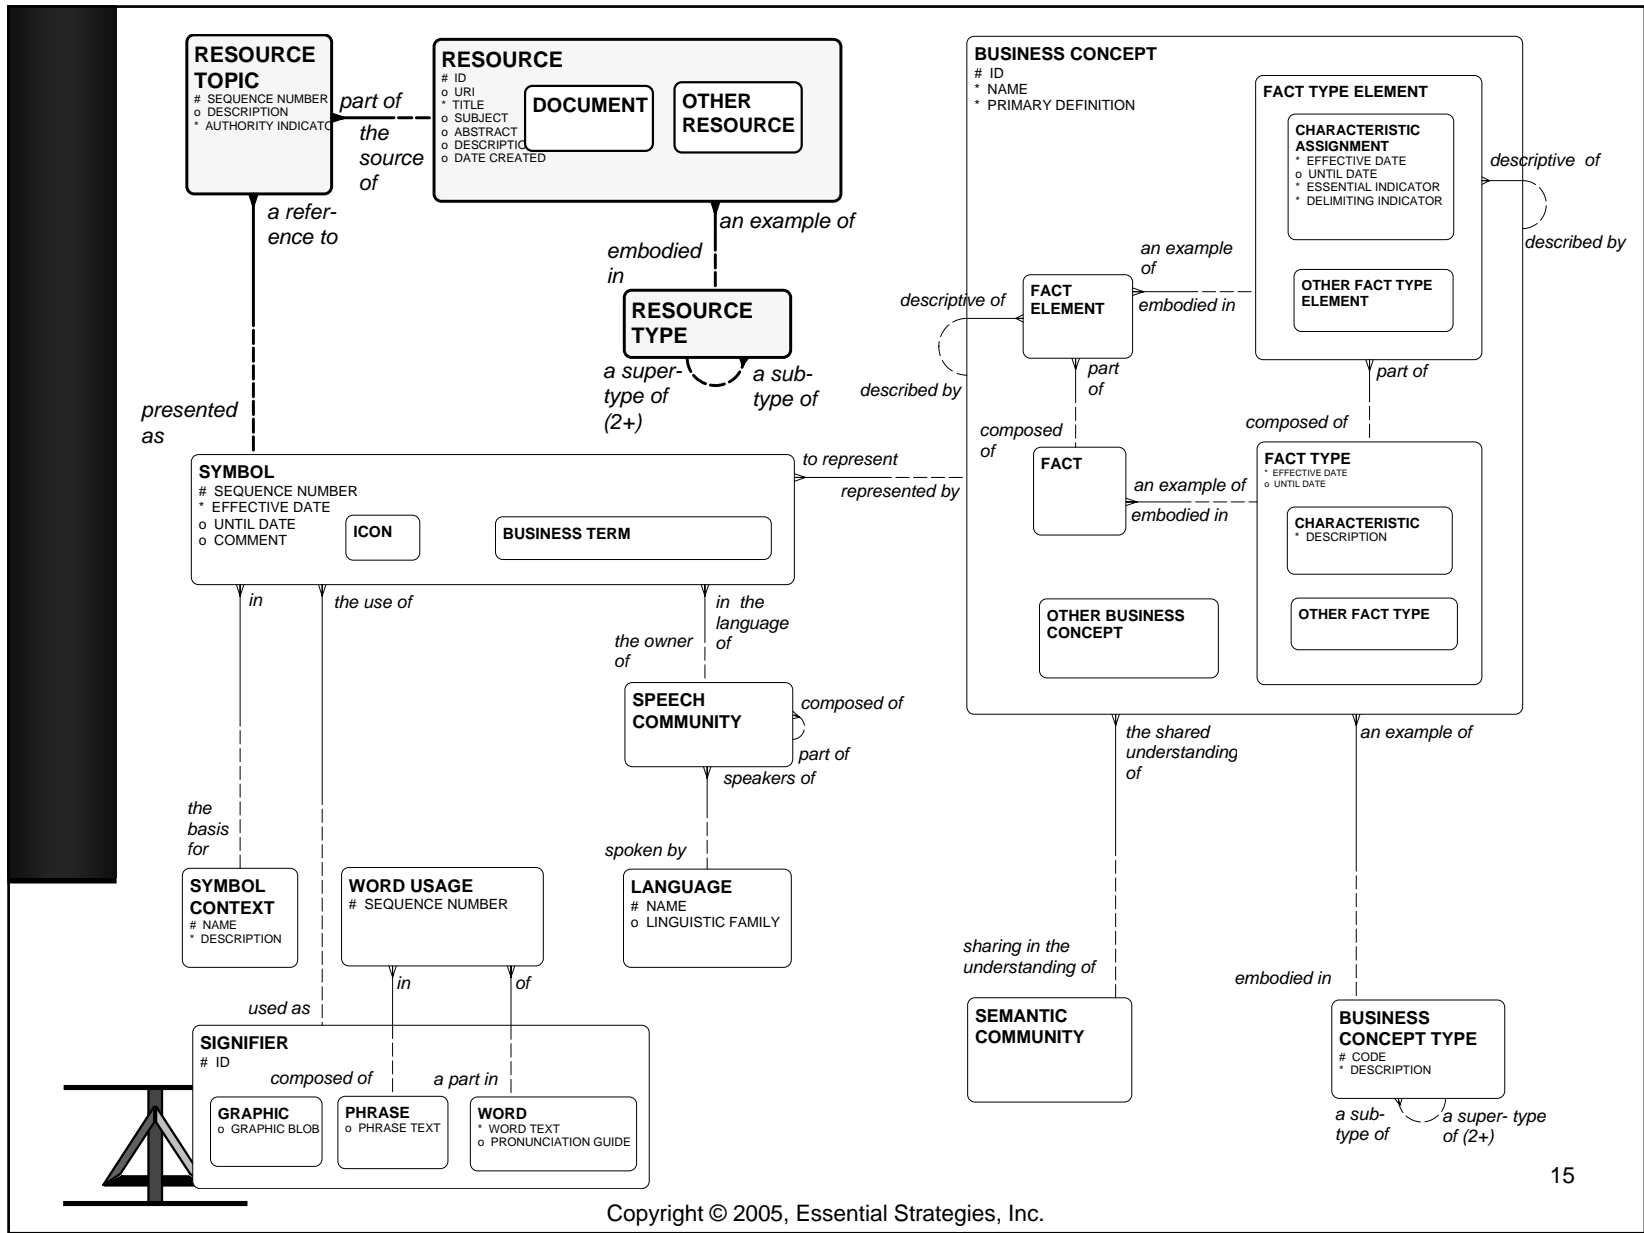 RESOURCE
TOPIC
# SEQUENCE NUMBER
o DESCRIPTION
* AUTHORITY INDICATO
part of
the
source
of
RESOURCE
# ID
o URI
* TITLE
o SUBJECT
o ABSTRACT
o DESCRIPTIO
o DATE CREATED
DOCUMENT
OTHER
RESOURCE
a refer-
ence to
an example of
embodied
in
RESOURCE
TYPE
a super-
type of
(2+)
a sub-
type of
presented
as
BUSINESS CONCEPT
# ID
* NAME
* PRIMARY DEFINITION
FACT TYPE ELEMENT
CHARACTERISTIC
ASSIGNMENT
* EFFECTIVE DATE
o UNTIL DATE
* ESSENTIAL INDICATOR
* DELIMITING INDICATOR
descriptive of
described by
OTHER FACT TYPE
ELEMENT
an example
of
embodied in
FACT
ELEMENT
descriptive of
described by
part
of
composed
of
part of
composed of
FACT
an example of
embodied in
FACT TYPE
* EFFECTIVE DATE
o UNTIL DATE
CHARACTERISTIC
* DESCRIPTION
OTHER FACT TYPE
OTHER BUSINESS
CONCEPT
SYMBOL
# SEQUENCE NUMBER
* EFFECTIVE DATE
o UNTIL DATE
o COMMENT
ICON
BUSINESS TERM
to represent
represented by
in
the use of
in the
language
of
the owner
of
SPEECH
COMMUNITY
composed of
part of
speakers of
the shared
understanding
of
an example of
the
basis
for
spoken by
SYMBOL
CONTEXT
# NAME
* DESCRIPTION
WORD USAGE
# SEQUENCE NUMBER
LANGUAGE
# NAME
o LINGUISTIC FAMILY
in
of
used as
sharing in the
understanding of
embodied in
SEMANTIC
COMMUNITY
BUSINESS
CONCEPT TYPE
# CODE
* DESCRIPTION
a sub-
type of
a super- type
of (2+)
SIGNIFIER
# ID
composed of
a part in
GRAPHIC
o GRAPHIC BLOB
PHRASE
o PHRASE TEXT
WORD
* WORD TEXT
o PRONUNCIATION GUIDE
15
Copyright © 2005, Essential Strategies, Inc.